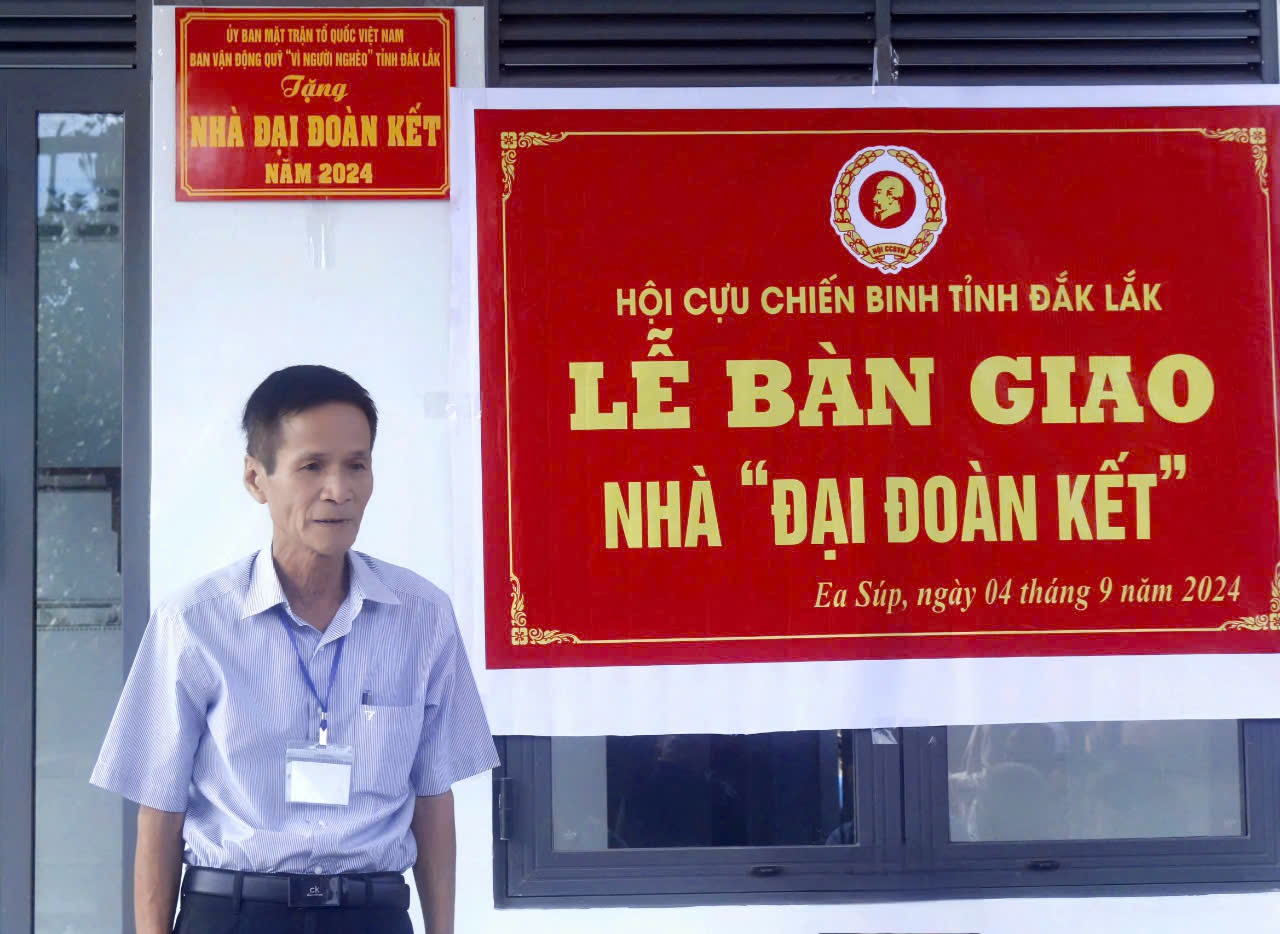 ỦY BAN MẶT TRẬN TỔ QUỐC VIỆT NAM
BAN VẬN ĐỘNG QUỸ "VÌ NGƯỜI NGHÈO" TỈNH ĐẮK LẮK
Tặng
NHÀ ĐẠI ĐOÀN KẾT
NĂM 2024
HỘI CCBVN
HỘI CỰU CHIẾN BINH TỈNH ĐẮK LẮK
LỄ BÀN GIAO
NHÀ “ĐẠI ĐOÀN KẾT”
Ea Súp, ngày 04 tháng 9 năm 2024
ck